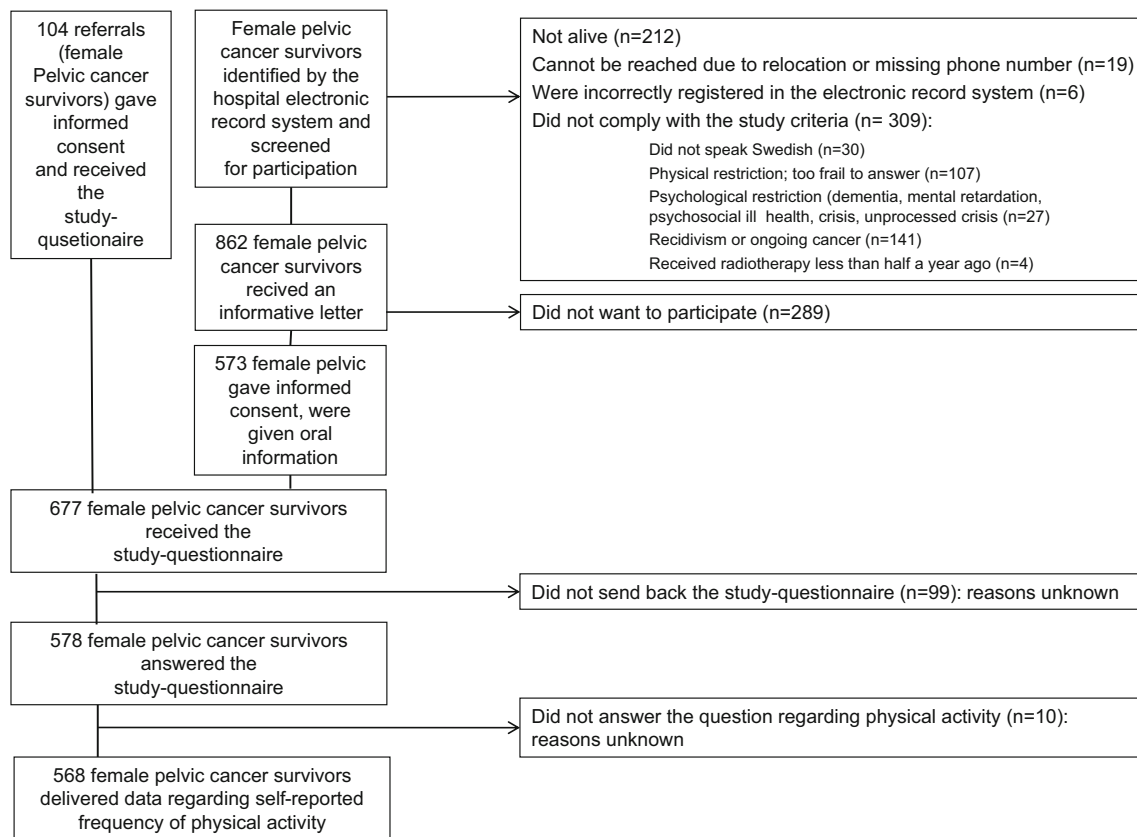 104 referrals
(female
Pelvic cancer
survivors) gave
informed
consent
and received
the
study-
qusetionaire
Female pelvic
cancer survivors
identified by the
hospital electronic
record system and
screened
for participation
Not alive (n=212)
Cannot be reached due to relocation or missing phone number (n=19)
Were incorrectly registered in the electronic record system (n=6)
Did not comply with the study criteria (n= 309):
Did not speak Swedish (n=30)
Physical restriction; too frail to answer (n=107)
Psychological restriction (dementia, mental retardation,
psychosocial ill health, crisis, unprocessed crisis (n=27)
Recidivism or ongoing cancer (n=141)
Received radiotherapy less than half a year ago (n=4)
862 female pelvic
cancer survivors
recived an
informative letter
Did not want to participate (n=289)
573 female pelvic
gave informed
consent, were
given oral
information
677 female pelvic cancer survivors
received the
study-questionnaire
Did not send back the study-questionnaire (n=99): reasons unknown
578 female pelvic cancer survivors
answered the
study-questionnaire
Did not answer the question regarding physical activity (n=10):
reasons unknown
568 female pelvic cancer survivors
delivered data regarding self-reported
frequency of physical activity